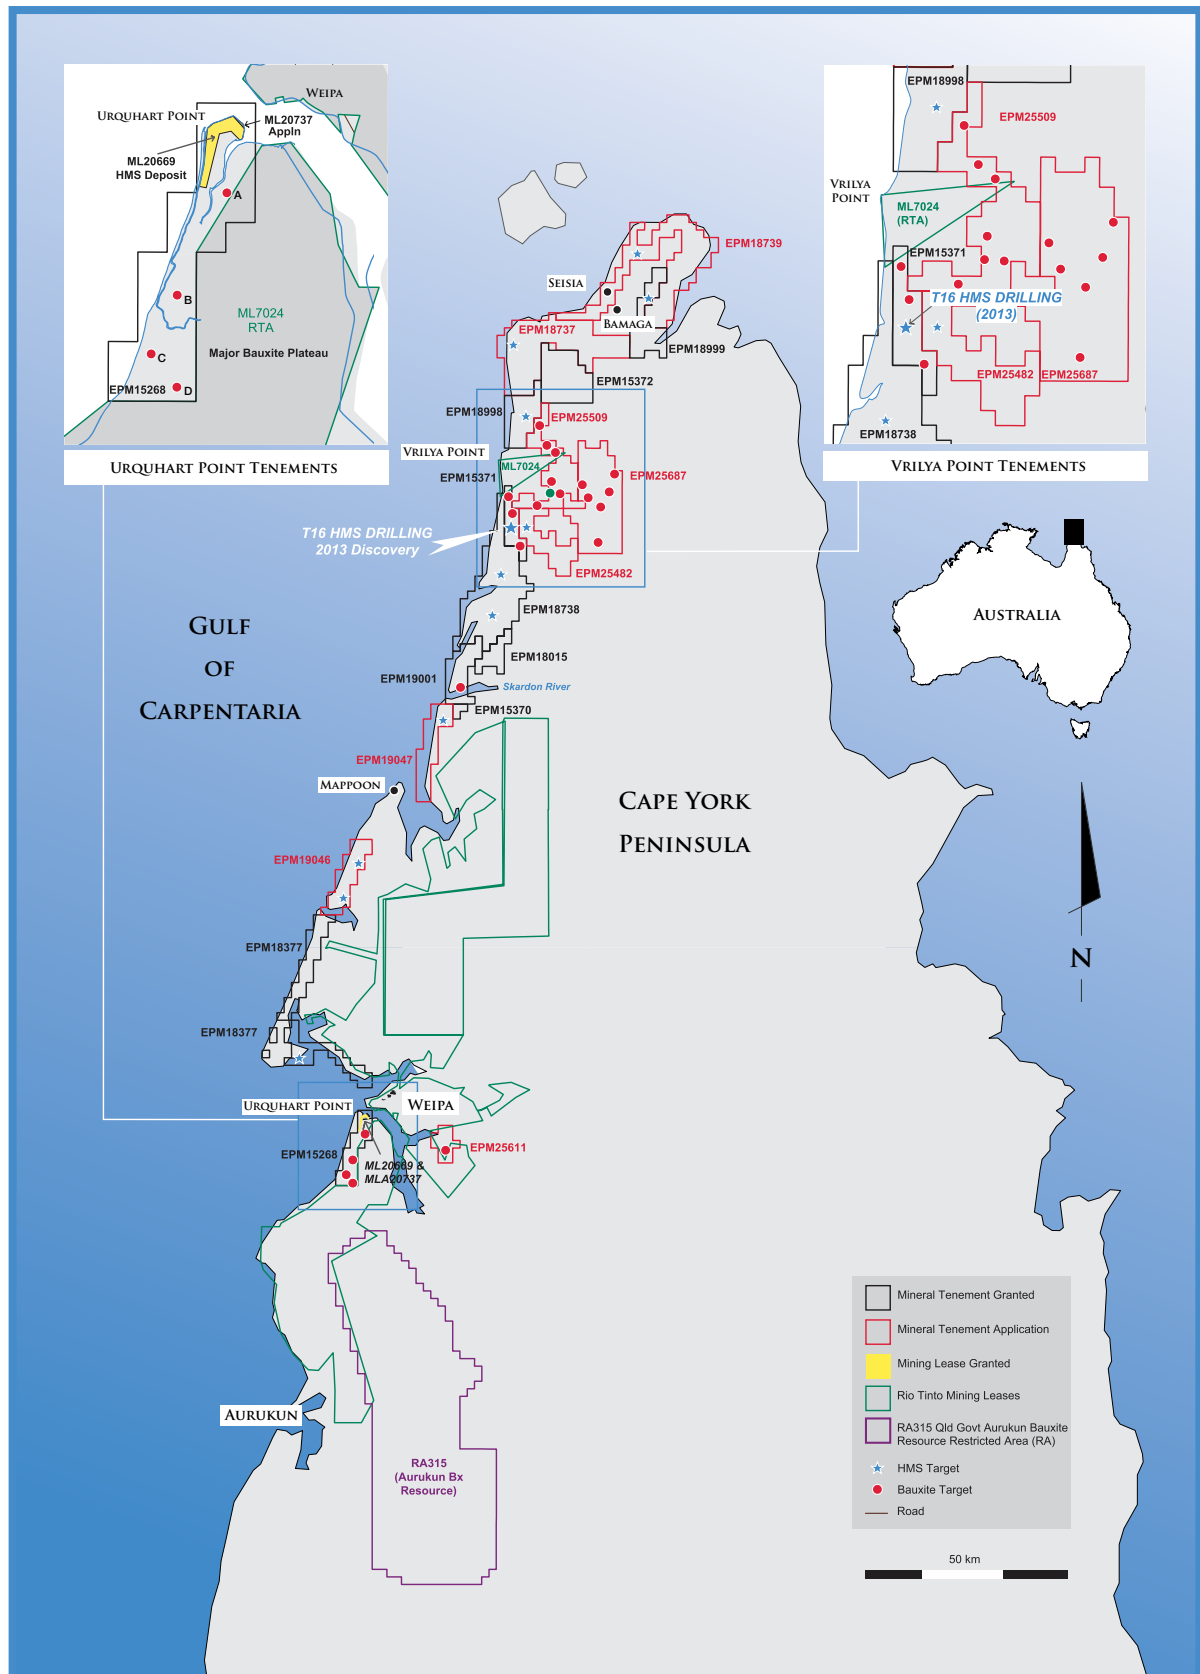 WEIPA
URQUHART POINT
ML20737
Appln
ML20669
HMS Deposit
A
B
C
D
ML7024
RTA
Major Bauxite Plateau
EPM15268
URQUHART POINT TENEMENTS
EPM18998
EPM25509
VRILYA
POINT
ML7024
(RTA)
EPM15371
T16 HMS DRILLING
(2013)
EPM25482
EPM25687
EPM18738
VRILYA POINT TENEMENTS
EPM18739
SEISIA
BAMAGA
EPM18737
EPM18999
EPM15372
EPM18998
EPM25509
VRILYA POINT
ML7024
EPM15371
EPM25687
T16 HMS DRILLING
2013 Discovery
EPM25482
EPM18738
EPM18015
EPM19001
Skardon River
EPM15370
EPM19047
MAPPOON
GULF
OF
CARPENTARIA
CAPE YORK
PENINSULA
AUSTRALIA
N
EPM19046
EPM18377
EPM18377
URQUHART POINT
WEIPA
EPM15268
ML20669 &
MLA20737
EPM25611
AURUKUN
RA315
(Aurukun Bx
Resource)
Mineral Tenement Granted
Mineral Tenement Application
Mining Lease Granted
Rio Tinto Mining Leases
RA315 Qld Govt Aurukun Bauxite
Resource Restricted Area (RA)
HMS Target
Bauxite Target
Road
50 km